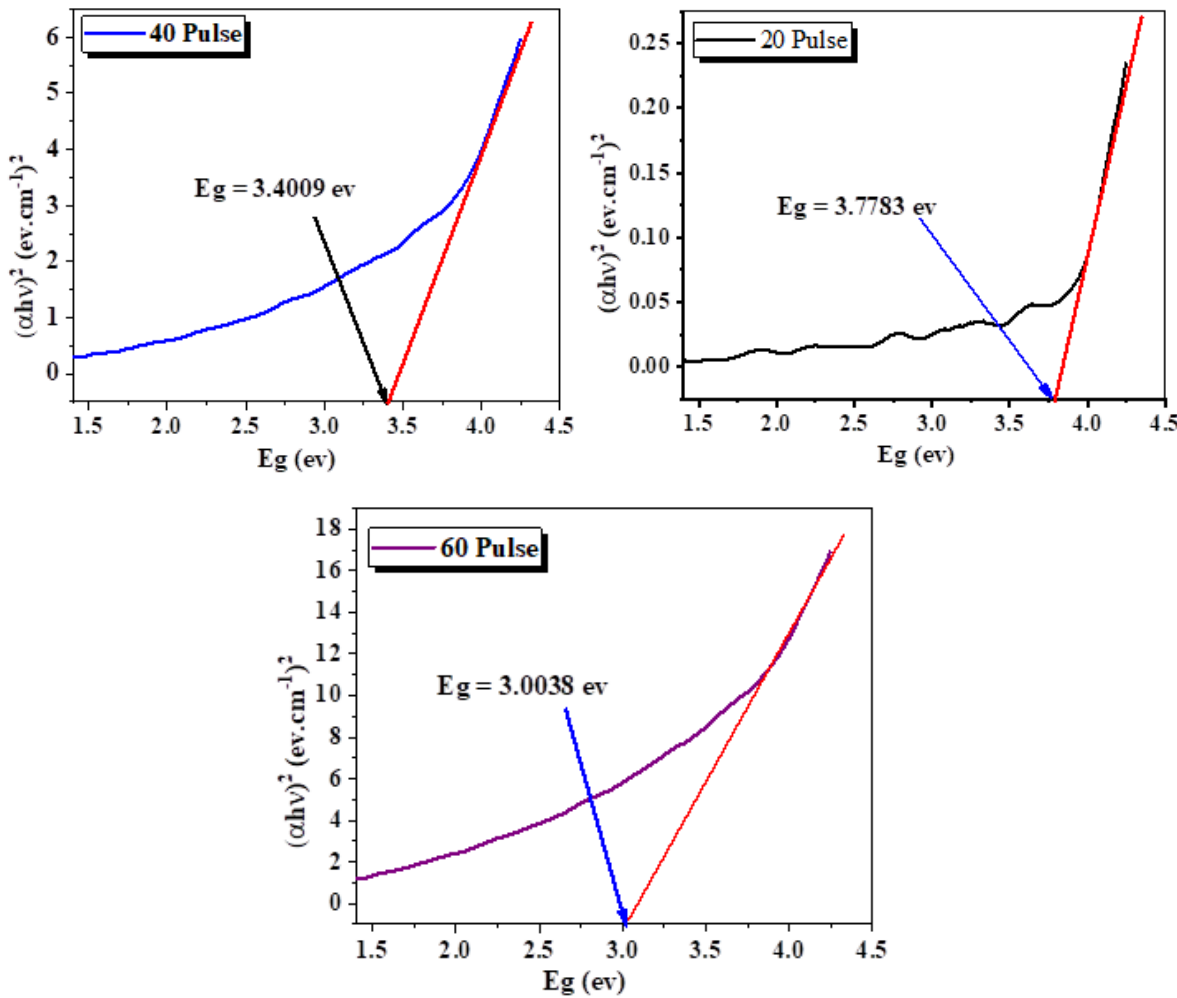 40 Pulse
6
5
4
3
2
1
0
(αhν)² (ev.cm⁻¹)²
Eg = 3.4009 ev
1.5 2.0 2.5 3.0 3.5 4.0 4.5
Eg (ev)
20 Pulse
0.25
0.20
0.15
0.10
0.05
0.00
(αhν)² (ev.cm⁻¹)²
Eg = 3.7783 ev
1.5 2.0 2.5 3.0 3.5 4.0 4.5
Eg (ev)
60 Pulse
18
16
14
12
10
8
6
4
2
0
(αhν)² (ev.cm⁻¹)²
Eg = 3.0038 ev
1.5 2.0 2.5 3.0 3.5 4.0 4.5
Eg (ev)